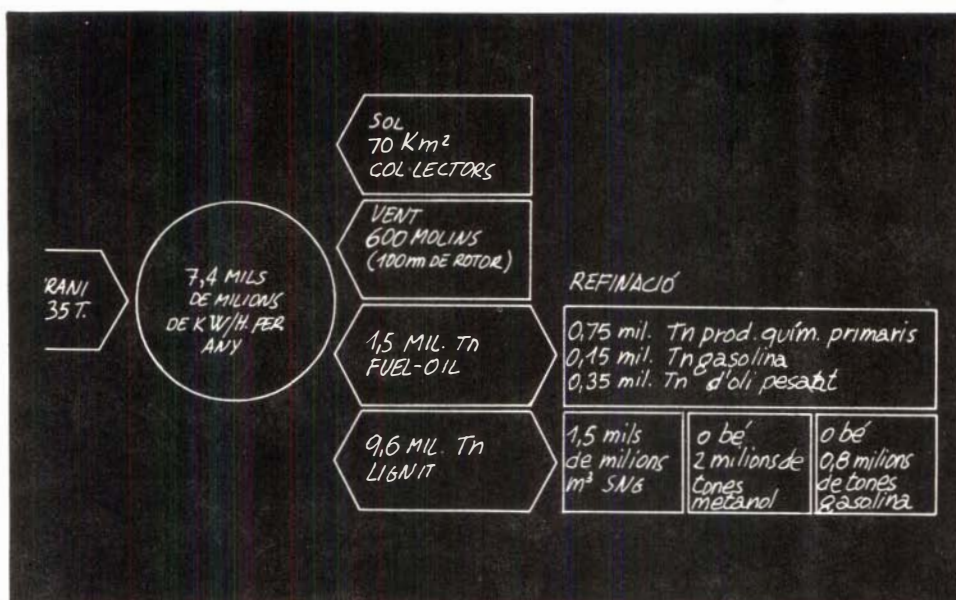 SOL
70 Km²
COL·LECTORS
VENT
600 MOLINS
(100m DE ROTOR)
RANI
35 T.
7,4 MILS
DE MILIONS
DE KW/H. PER
ANY
1,5 MIL. Tn
FUEL-OIL
9,6 MIL. Tn
LIGNIT
REFINACIÓ
0,75 mil. Tn prod. quím. primaris
0,15 mil. Tn gasolina
0,35 mil. Tn d'oli pesant
1,5 mils
de milions
m³ SNG
o bé
2 milions de
tones
metanol
o bé
0,8 milions
de tones
gasolina